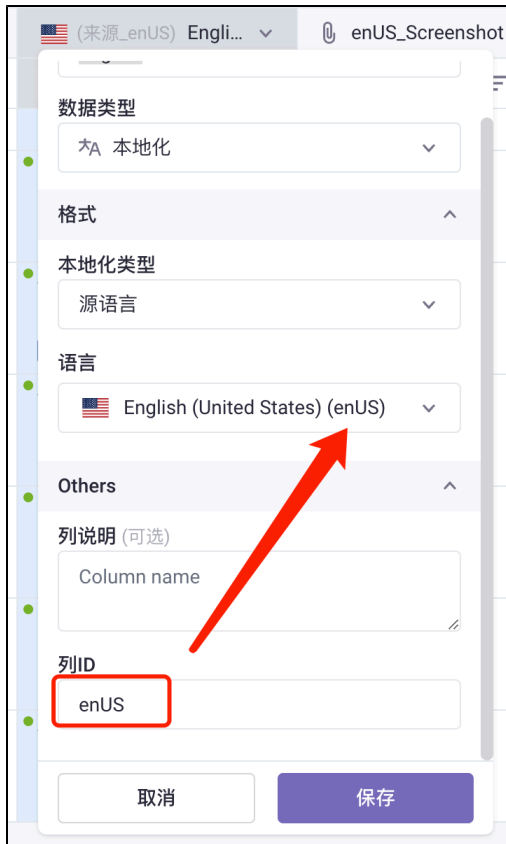 (来源_enUS) Engli...
enUS_Screenshot
数据类型
本地化
格式
本地化类型
源语言
语言
English (United States) (enUS)
Others
列说明 (可选)
Column name
列ID
enUS
取消
保存